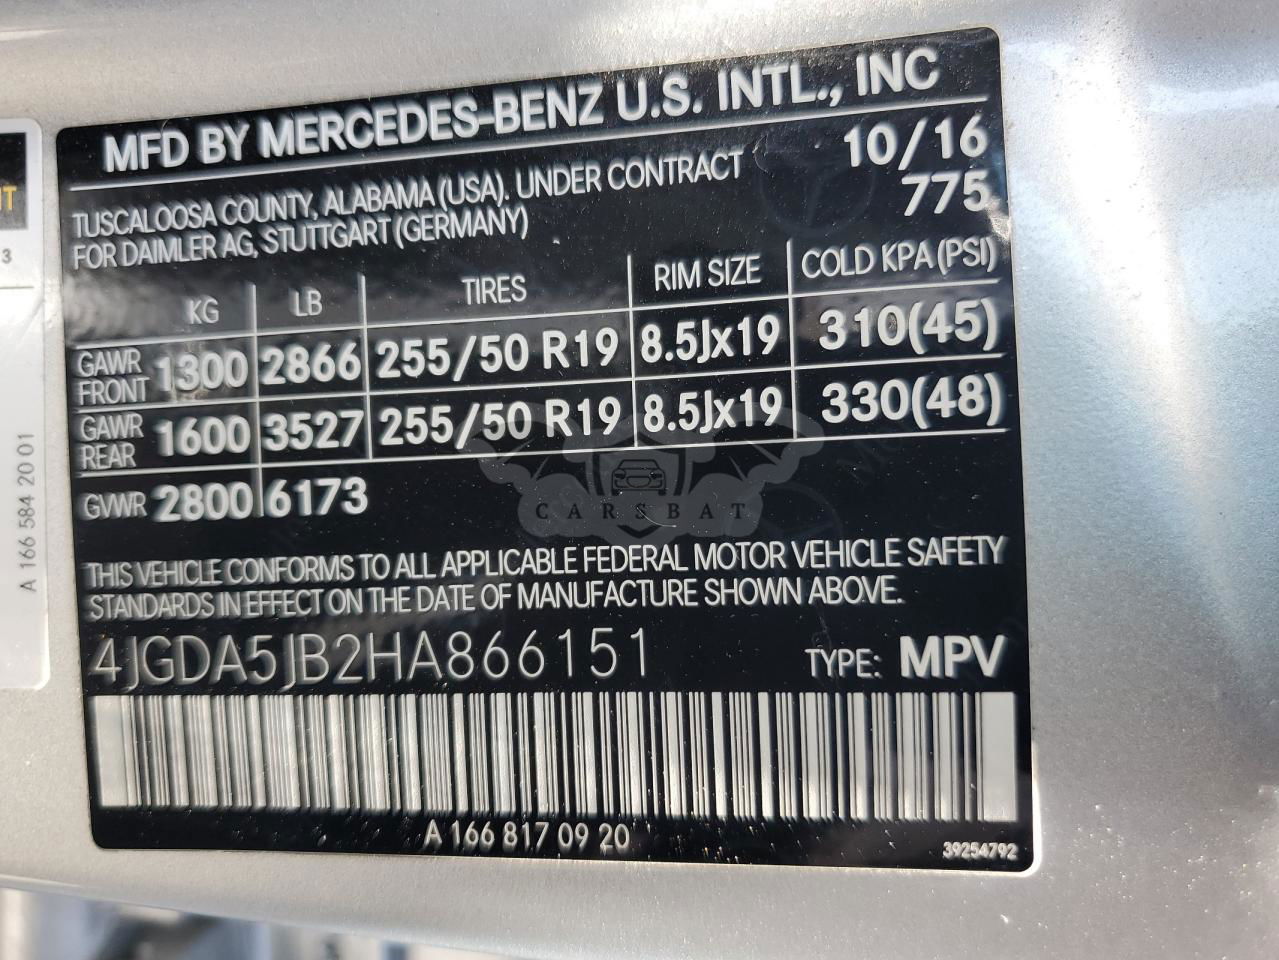 MFD BY MERCEDES-BENZ U.S. INTL., INC
TUSCALOOSA COUNTY, ALABAMA (USA). UNDER CONTRACT
FOR DAIMLER AG, STUTTGART (GERMANY)
10/16
775
KG LB TIRES RIM SIZE COLD KPA (PSI)
GAWR FRONT 1300 2866 255/50 R19 8.5Jx19 310(45)
GAWR REAR 1600 3527 255/50 R19 8.5Jx19 330(48)
GVWR 2800 6173
CARSBAT
THIS VEHICLE CONFORMS TO ALL APPLICABLE FEDERAL MOTOR VEHICLE SAFETY
STANDARDS IN EFFECT ON THE DATE OF MANUFACTURE SHOWN ABOVE.
4JGDA5JB2HA866151 TYPE: MPV
A 166 817 09 20
39254792
A 166 584 20 01
3